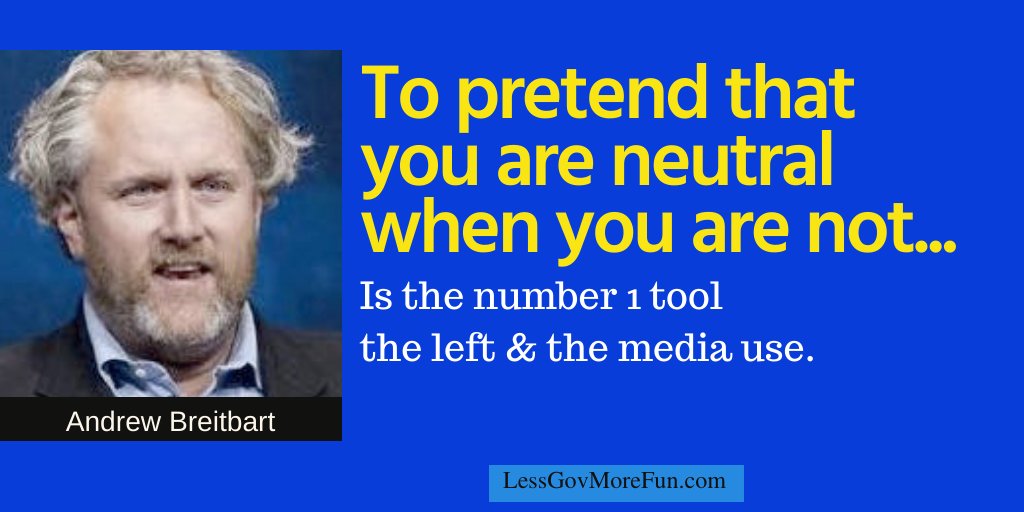 To pretend that
you are neutral
when you are not...
Is the number 1 tool
the left & the media use.
Andrew Breitbart
LessGovMoreFun.com